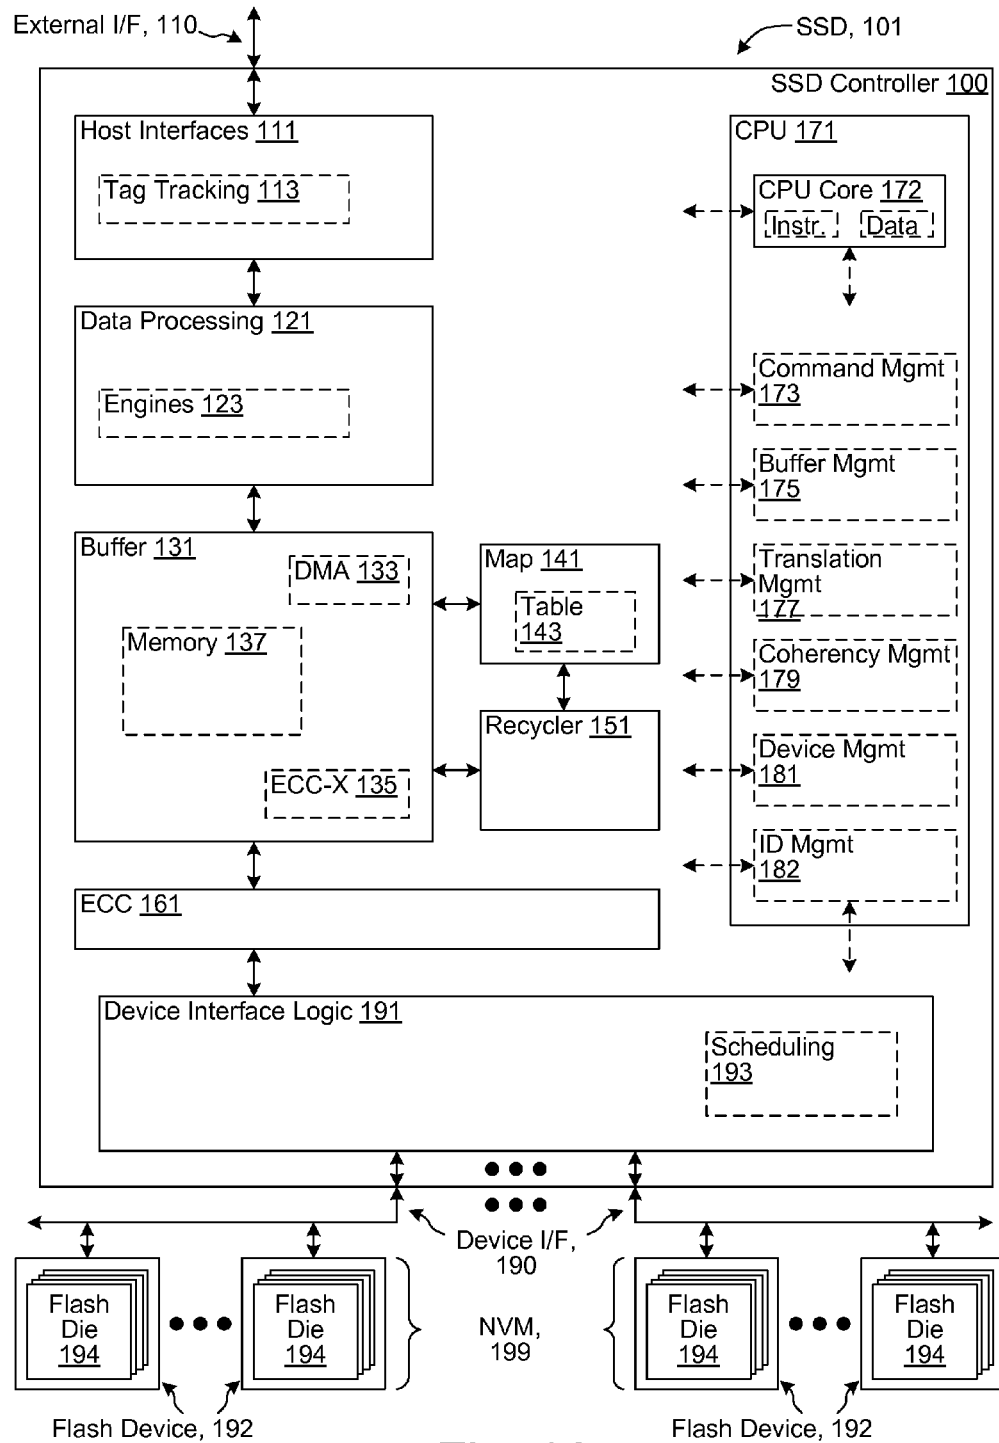 External I/F, 110
SSD, 101
SSD Controller 100
Host Interfaces 111
Tag Tracking 113
Data Processing 121
Engines 123
Buffer 131
DMA 133
Memory 137
ECC-X 135
Map 141
Table
143
Recycler 151
ECC 161
CPU 171
CPU Core 172
Instr. Data
Command Mgmt
173
Buffer Mgmt
175
Translation
Mgmt
177
Coherency Mgmt
179
Device Mgmt
181
ID Mgmt
182
Device Interface Logic 191
Scheduling
193
Device I/F,
190
Flash
Die
194
Flash
Die
194
NVM,
199
Flash
Die
194
Flash
Die
194
Flash Device, 192
Flash Device, 192